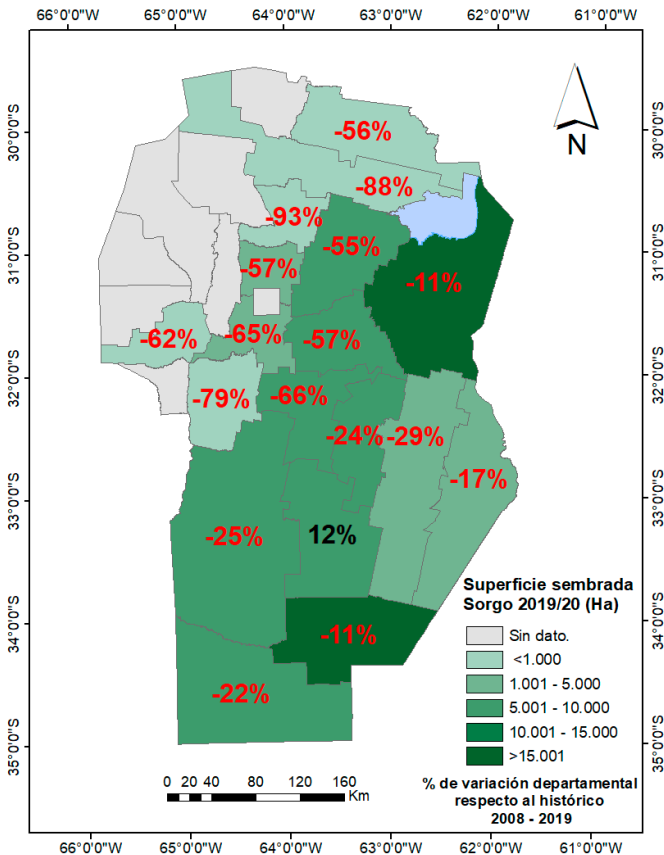 66°0'0"W 65°0'0"W 64°0'0"W 63°0'0"W 62°0'0"W 61°0'0"W
30°0'0"S 30°0'0"S
31°0'0"S 31°0'0"S
32°0'0"S 32°0'0"S
33°0'0"S 33°0'0"S
34°0'0"S 34°0'0"S
35°0'0"S 35°0'0"S
N
-56%
-88%
-93%
-55%
-57%
-11%
-65%
-57%
-62%
-66%
-79%
-24% -29%
-17%
-25%
12%
-11%
-22%
Superficie sembrada
Sorgo 2019/20 (Ha)
Sin dato.
<1.000
1.001 - 5.000
5.001 - 10.000
10.001 - 15.000
>15.001
% de variación departamental
respecto al histórico
2008 - 2019
0 20 40 80 120 160
Km
66°0'0"W 65°0'0"W 64°0'0"W 63°0'0"W 62°0'0"W 61°0'0"W